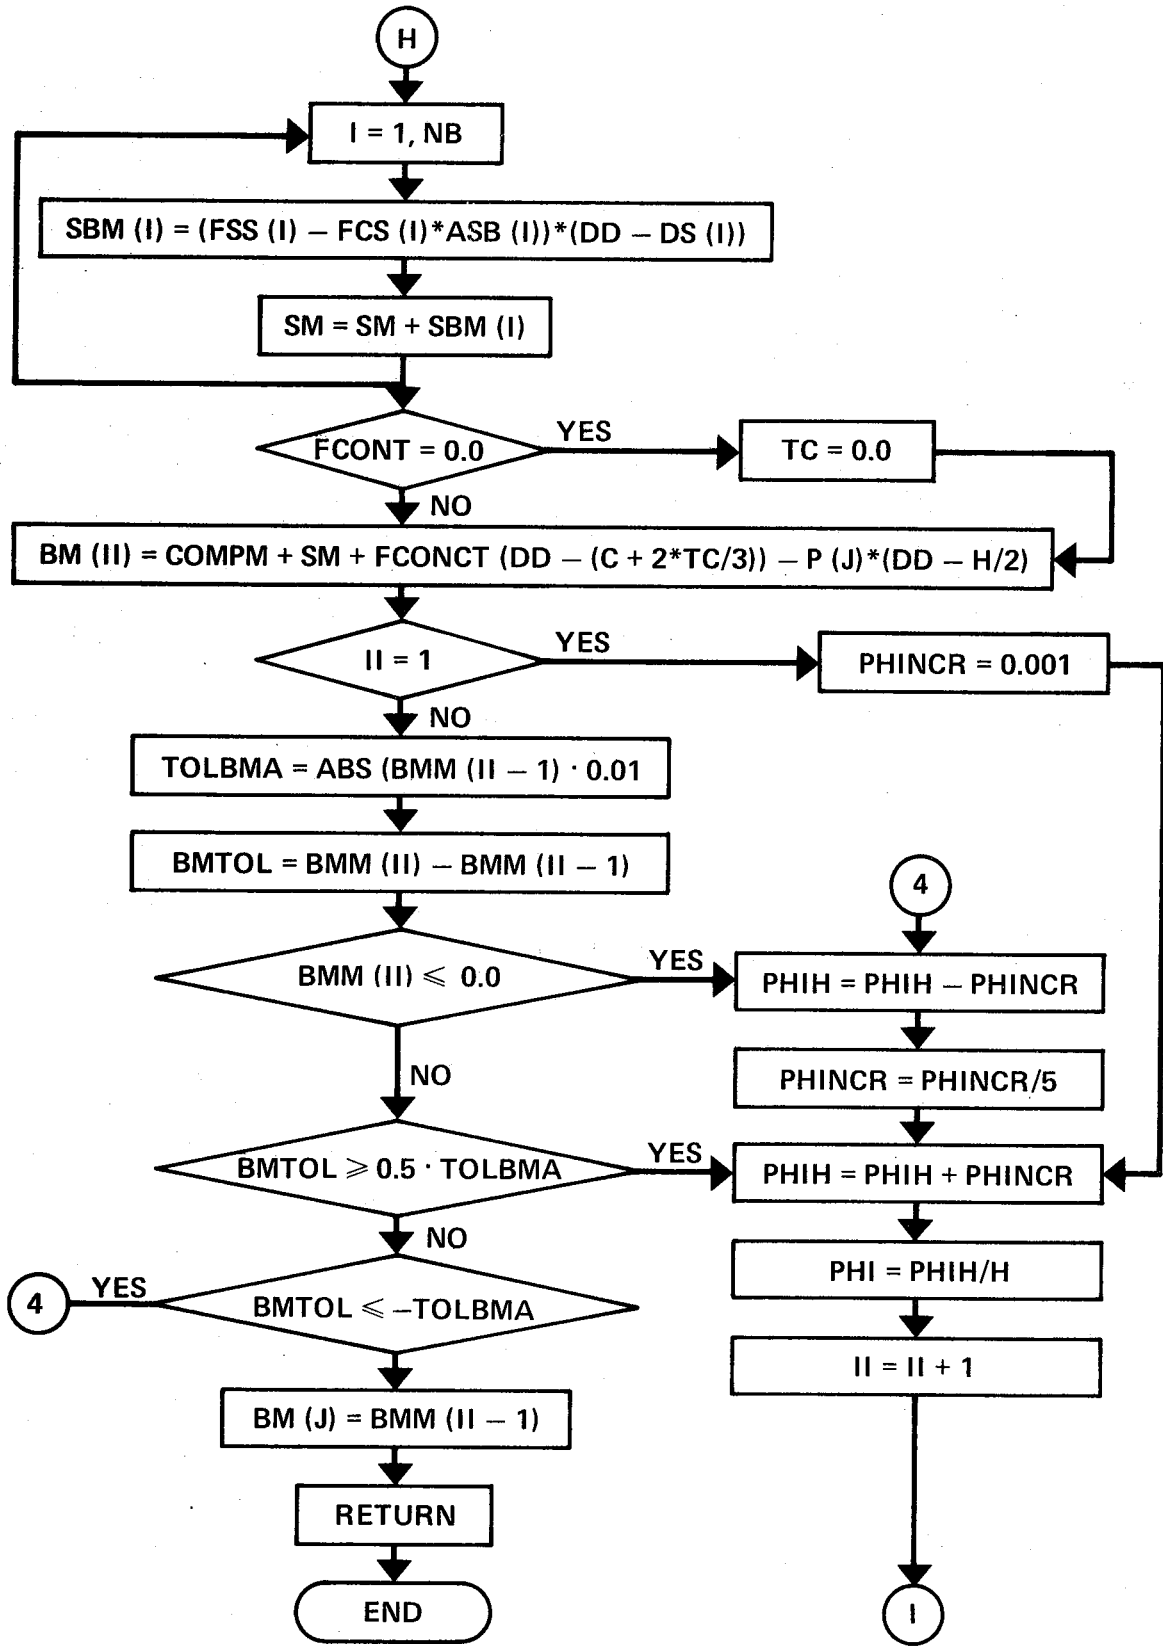 H
I = 1, NB
SBM (I) = (FSS (I) – FCS (I)*ASB (I))*(DD – DS (I))
SM = SM + SBM (I)
FCONT = 0.0
YES
TC = 0.0
NO
BM (II) = COMPM + SM + FCONCT (DD – (C + 2*TC/3)) – P (J)*(DD – H/2)
II = 1
YES
PHINCR = 0.001
NO
TOLBMA = ABS (BMM (II – 1) · 0.01
BMTOL = BMM (II) – BMM (II – 1)
4
BMM (II) ⩽ 0.0
YES
PHIH = PHIH – PHINCR
NO
PHINCR = PHINCR/5
BMTOL ⩾ 0.5 · TOLBMA
YES
PHIH = PHIH + PHINCR
NO
PHI = PHIH/H
4
YES
BMTOL ⩽ –TOLBMA
II = II + 1
BM (J) = BMM (II – 1)
RETURN
END
I